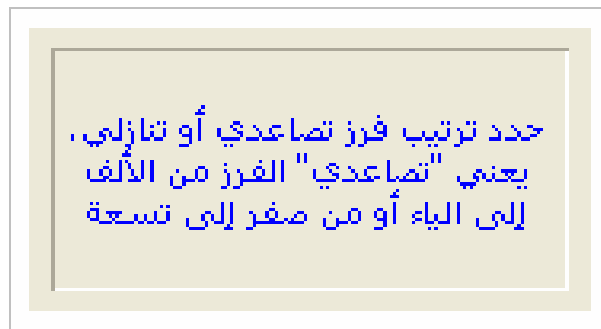 حدد ترتيب فرز تصاعدي أو تنازلي.
يعني "تصاعدي" الفرز من الألف
إلى الياء أو من صفر إلى تسعة